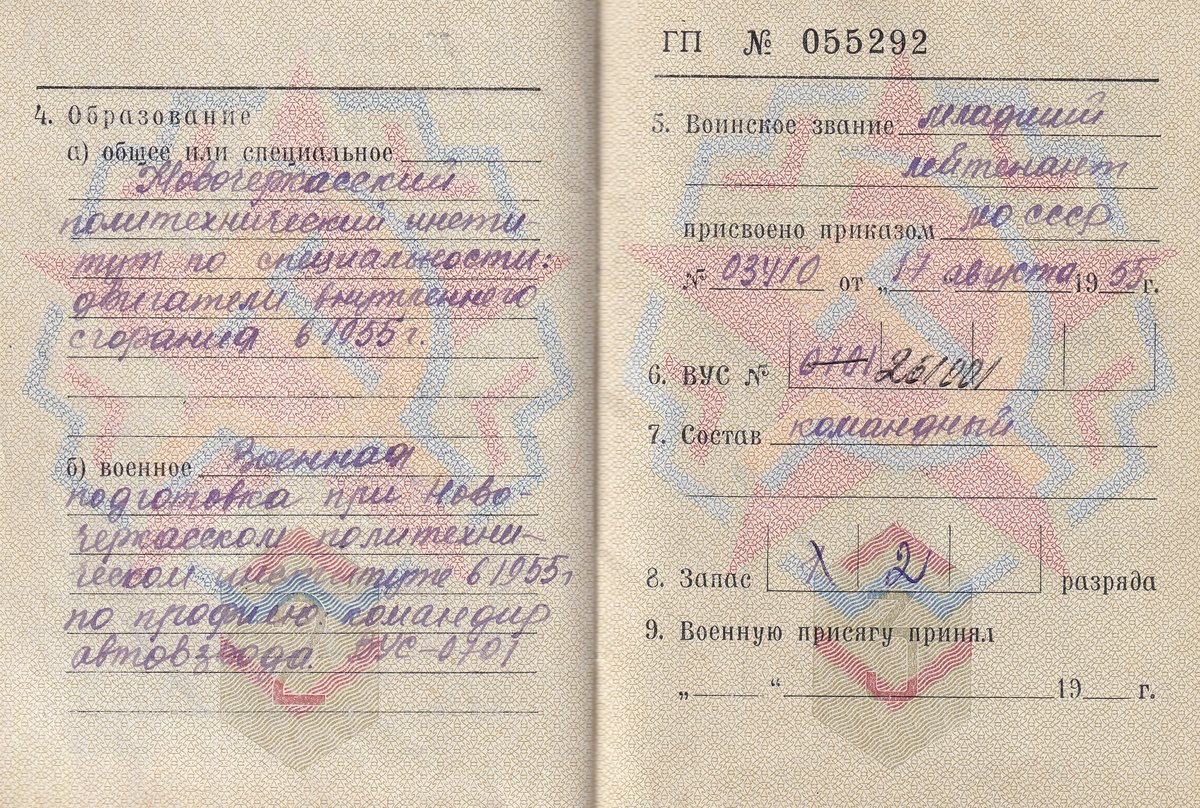 4. Образование
а) общее или специальное
Новочеркасский
политехнический инсти-
тут по специальности:
двигатели внутреннего
сгорания в 1955 г.
б) военное Военная
подготовка при Ново-
черкасском политехни-
ческом институте в 1955 г
по профилю: командир
автовзвода. ВУС-0701
ГП № 055292
5. Воинское звание младший
лейтенант
присвоено приказом МО СССР
№ 03410 от „17“ августа 1955 г.
6. ВУС № 0701 251001
7. Состав командный
8. Запас 2 разряда
9. Военную присягу принял
„ “ 19 г.